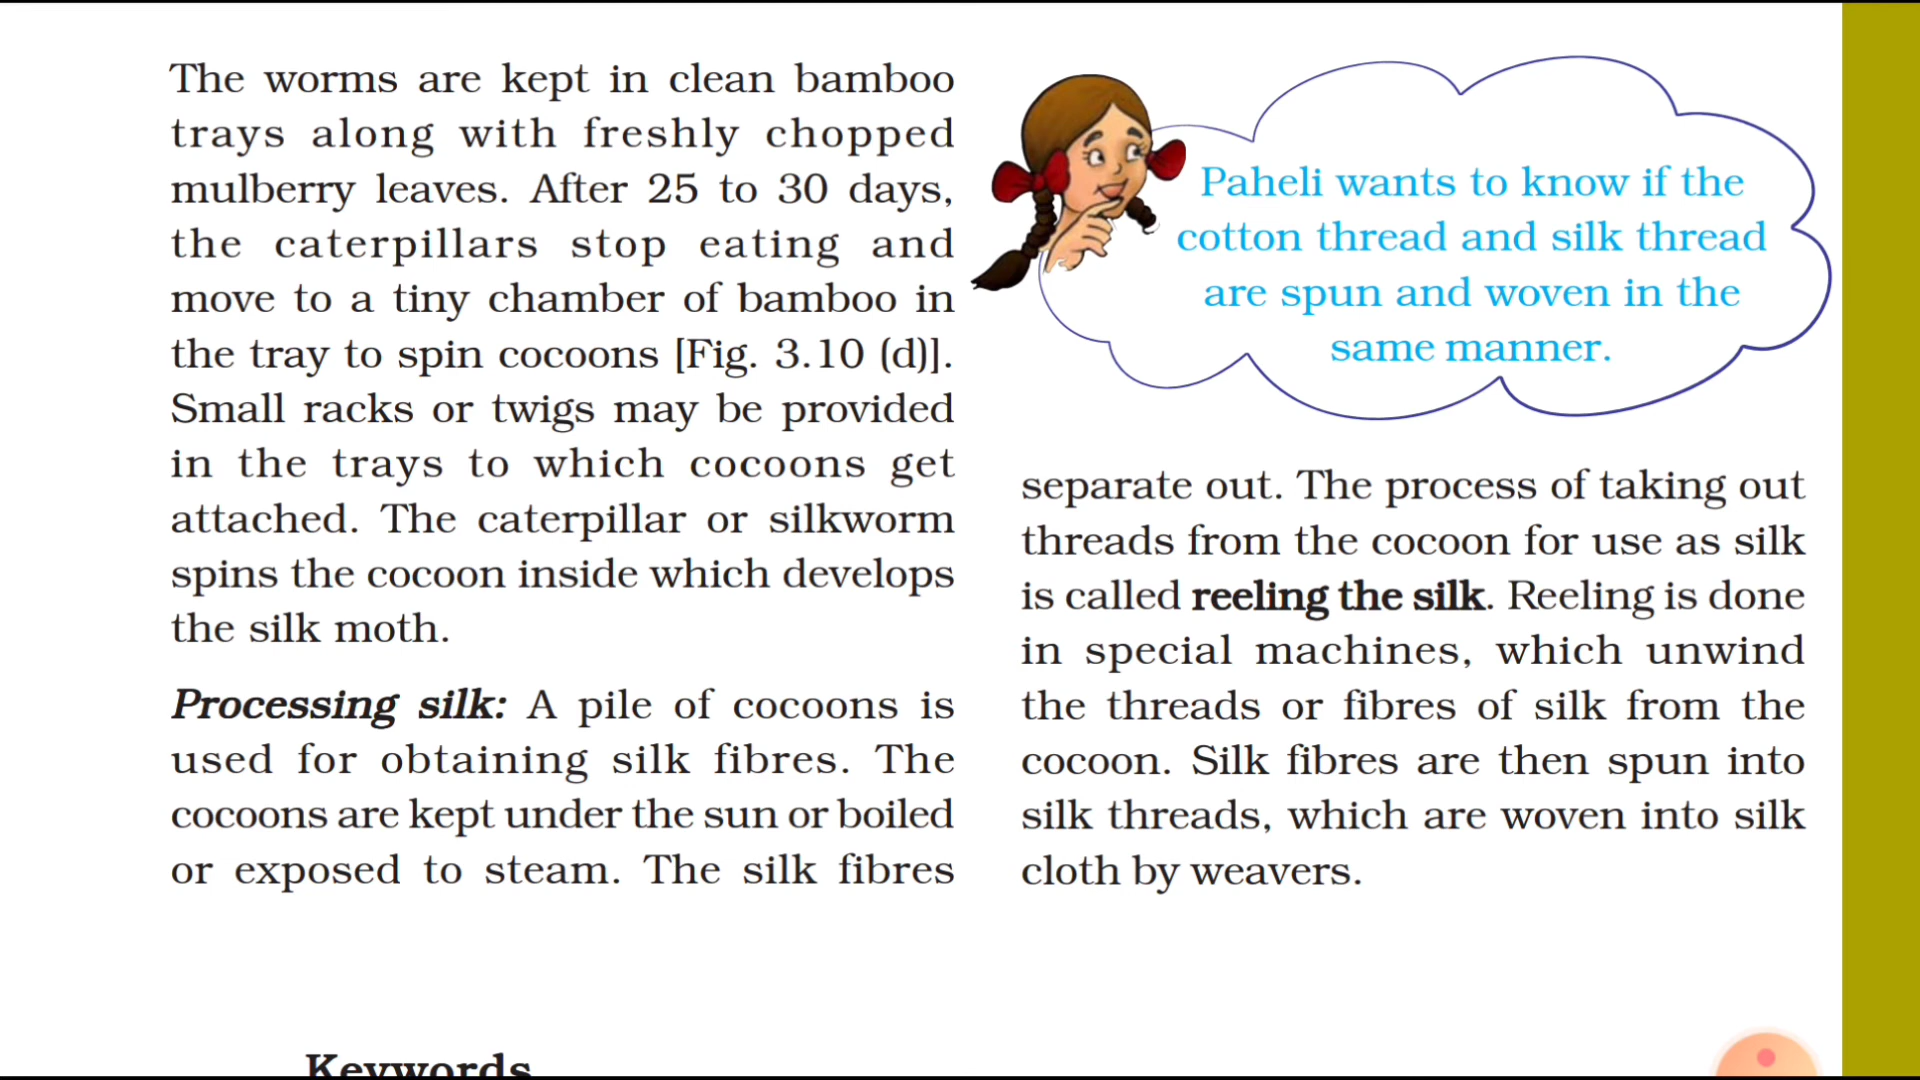 The worms are kept in clean bamboo
trays along with freshly chopped
mulberry leaves. After 25 to 30 days,
the caterpillars stop eating and
move to a tiny chamber of bamboo in
the tray to spin cocoons [Fig. 3.10 (d)].
Small racks or twigs may be provided
in the trays to which cocoons get
attached. The caterpillar or silkworm
spins the cocoon inside which develops
the silk moth.
Processing silk: A pile of cocoons is
used for obtaining silk fibres. The
cocoons are kept under the sun or boiled
or exposed to steam. The silk fibres
Paheli wants to know if the
cotton thread and silk thread
are spun and woven in the
same manner.
separate out. The process of taking out
threads from the cocoon for use as silk
is called reeling the silk. Reeling is done
in special machines, which unwind
the threads or fibres of silk from the
cocoon. Silk fibres are then spun into
silk threads, which are woven into silk
cloth by weavers.
Keywords